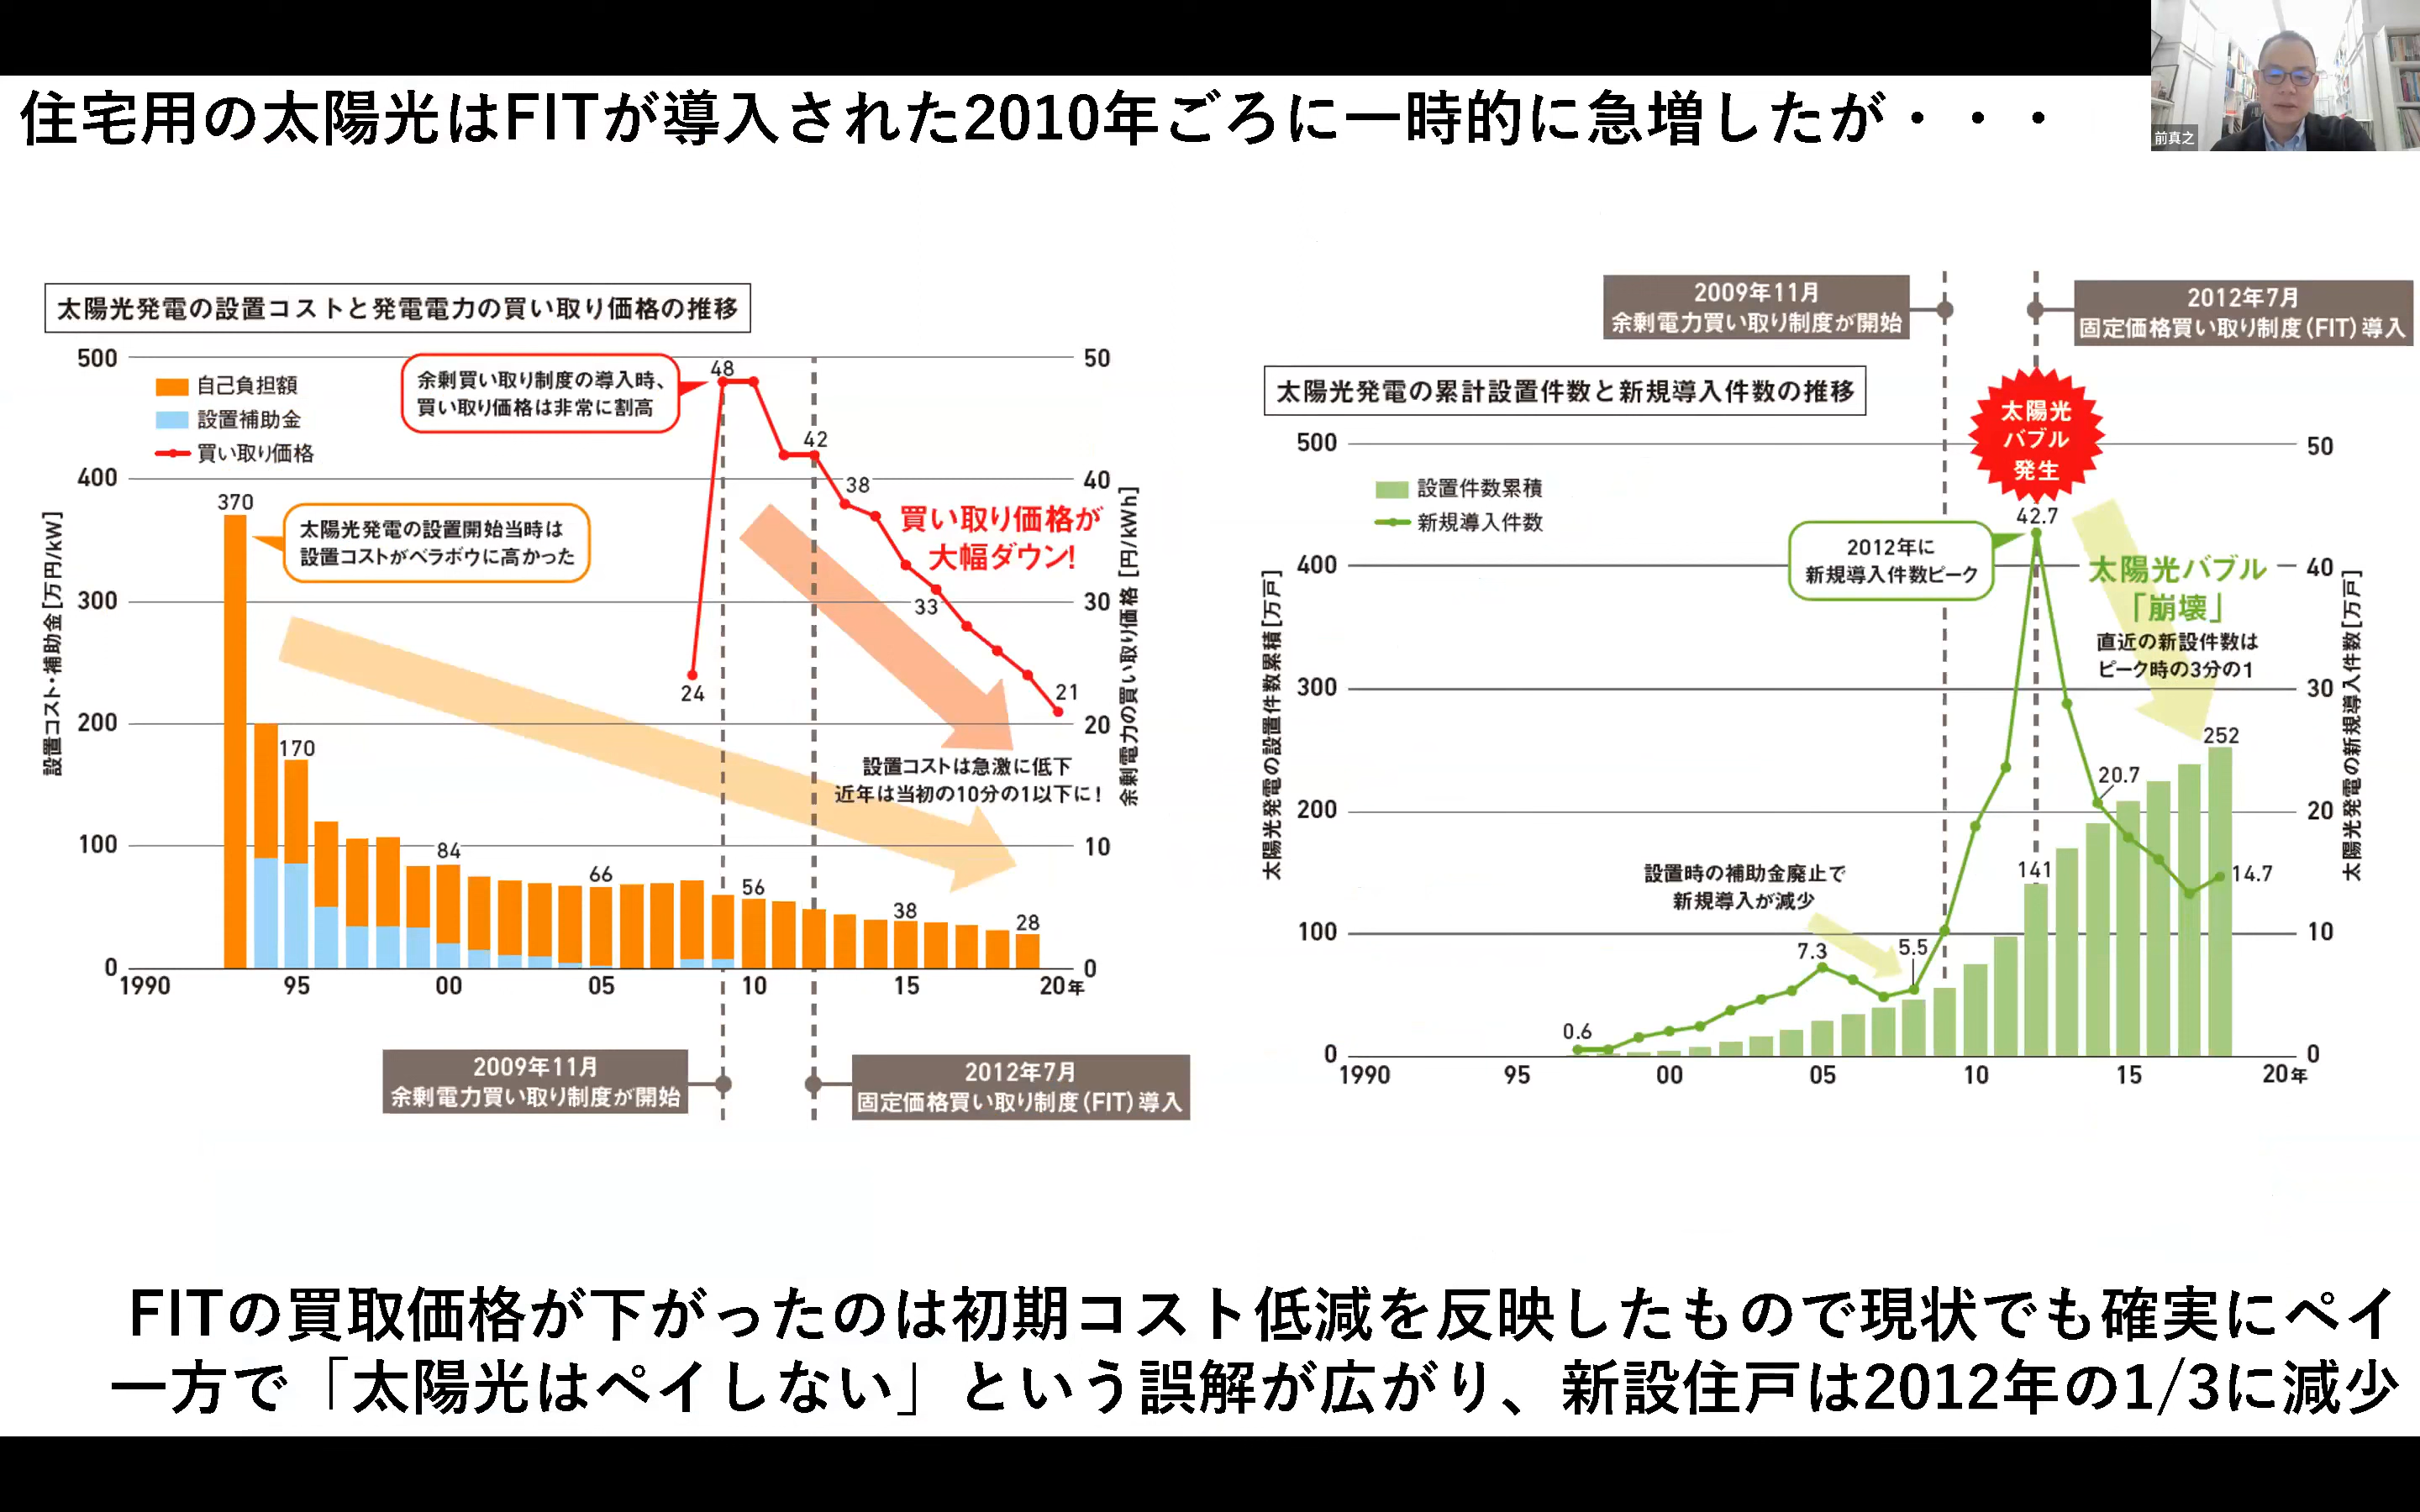 住宅用の太陽光はFITが導入された2010年ごろに一時的に急増したが・・・
前真之
太陽光発電の設置コストと発電電力の買い取り価格の推移
設置コスト・補助金[万円/kW]
500
400
300
200
100
0
自己負担額
設置補助金
買い取り価格
余剰買い取り制度の導入時、
買い取り価格は非常に割高
太陽光発電の設置開始当時は
設置コストがベラボウに高かった
370
170
84
66
56
38
28
24
48
42
38
33
21
買い取り価格が
大幅ダウン!
設置コストは急激に低下
近年は当初の10分の1以下に!
50
40
30
20
10
0
余剰電力の買い取り価格[円/kWh]
1990
95
00
05
10
15
20年
2009年11月
余剰電力買い取り制度が開始
2012年7月
固定価格買い取り制度(FIT)導入
2009年11月
余剰電力買い取り制度が開始
2012年7月
固定価格買い取り制度(FIT)導入
太陽光発電の累計設置件数と新規導入件数の推移
太陽光
バブル
発生
太陽光発電の設置件数累積[万戸]
500
400
300
200
100
0
設置件数累積
新規導入件数
2012年に
新規導入件数ピーク
42.7
太陽光バブル
「崩壊」
直近の新設件数は
ピーク時の3分の1
252
20.7
141
14.7
設置時の補助金廃止で
新規導入が減少
7.3
5.5
0.6
50
40
30
20
10
0
太陽光発電の新規導入件数[万戸]
1990
95
00
05
10
15
20年
FITの買取価格が下がったのは初期コスト低減を反映したもので現状でも確実にペイ
一方で「太陽光はペイしない」という誤解が広がり、新設住戸は2012年の1/3に減少